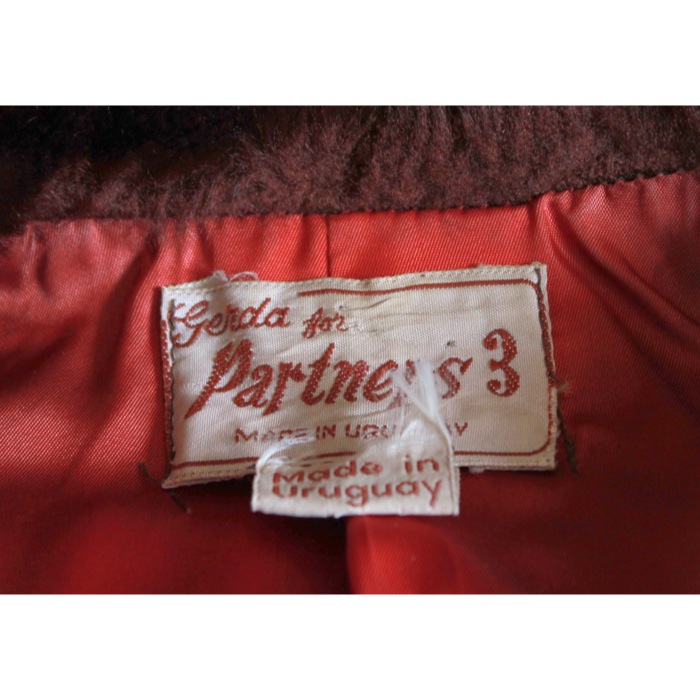 Gerda for
Partners 3
MADE IN URUGUAY
Made in
uruguay